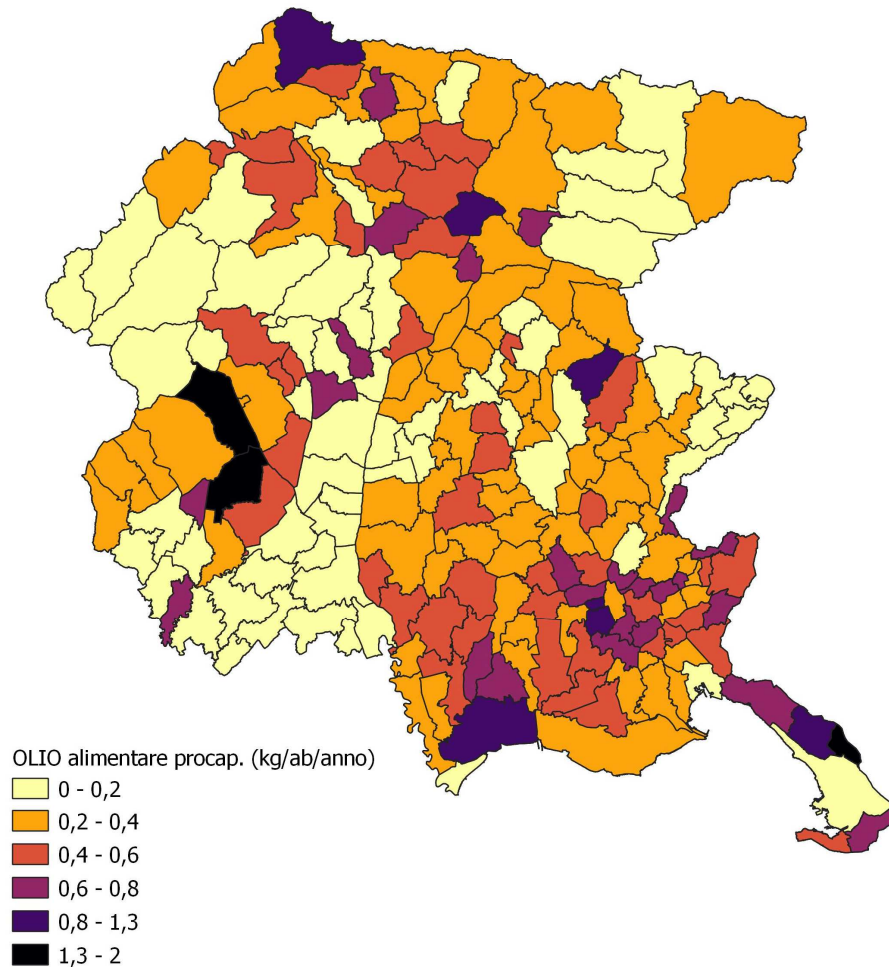 OLIO alimentare procap. (kg/ab/anno)
0 - 0,2
0,2 - 0,4
0,4 - 0,6
0,6 - 0,8
0,8 - 1,3
1,3 - 2